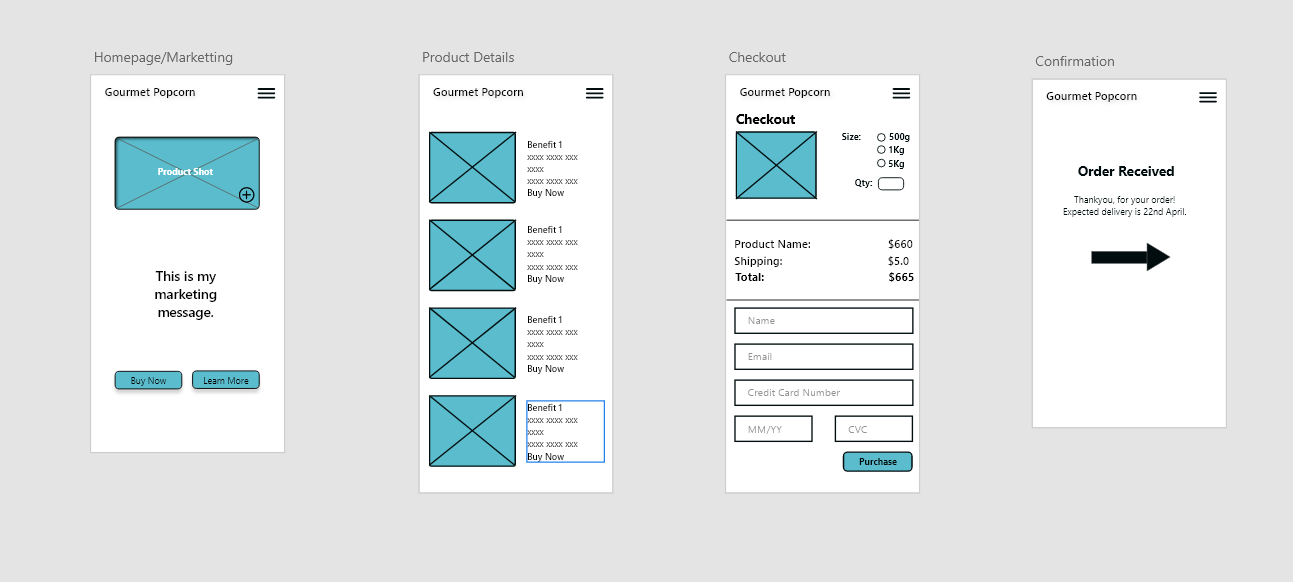 Homepage/Marketting
Gourmet Popcorn
Product Shot
This is my
marketing
message.
Buy Now
Learn More
Product Details
Gourmet Popcorn
Benefit 1
xxxx xxxx xxx
xxxx
xxxx xxxx xxx
Buy Now
Benefit 1
xxxx xxxx xxx
xxxx
xxxx xxxx xxx
Buy Now
Benefit 1
xxxx xxxx xxx
xxxx
xxxx xxxx xxx
Buy Now
Benefit 1
xxxx xxxx xxx
xxxx
xxxx xxxx xxx
Buy Now
Checkout
Gourmet Popcorn
Checkout
Size: 500g
1Kg
5Kg
Qty:
Product Name: $660
Shipping: $5.0
Total: $665
Name
Email
Credit Card Number
MM/YY CVC
Purchase
Confirmation
Gourmet Popcorn
Order Received
Thankyou, for your order!
Expected delivery is 22nd April.